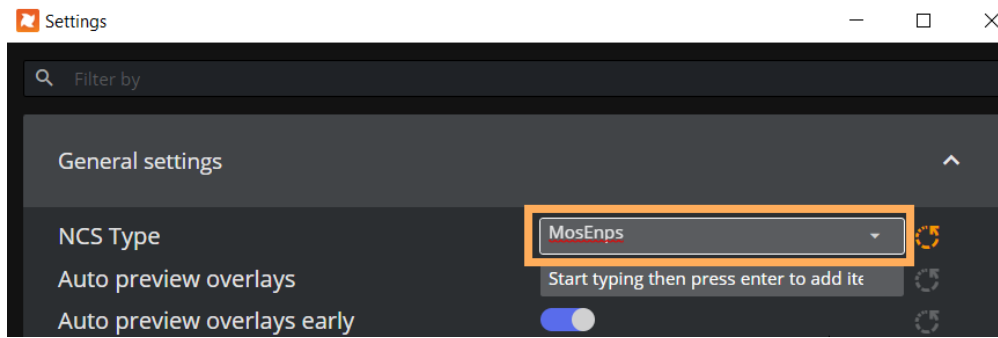 Settings
Filter by
General settings
NCS Type MosEnps
Auto preview overlays Start typing then press enter to add ite
Auto preview overlays early